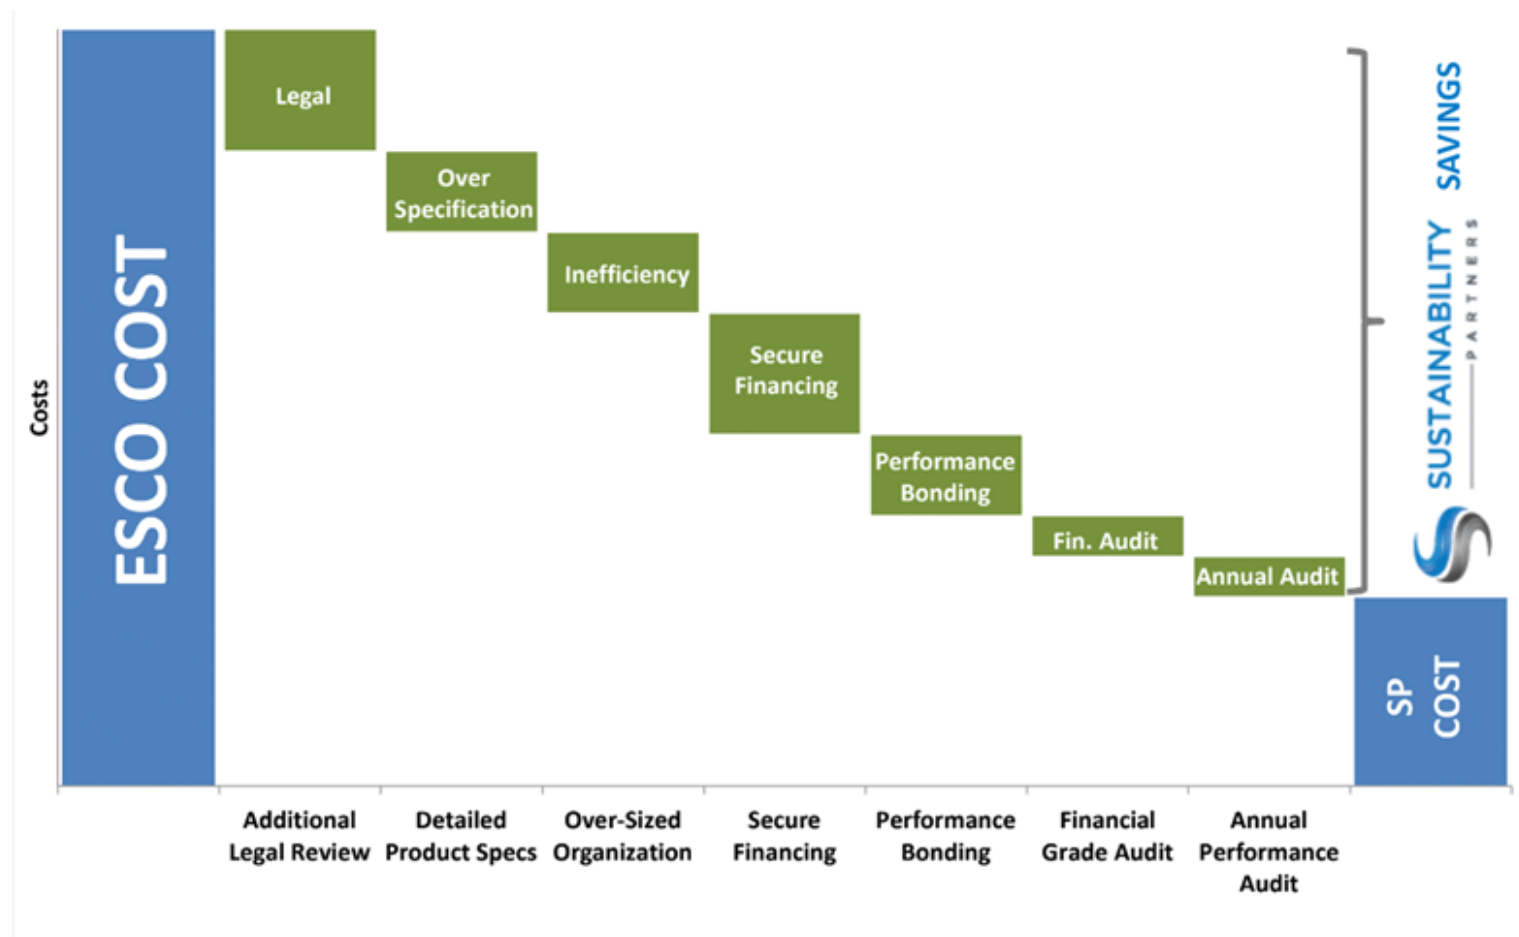 Costs
ESCO COST
Legal
Over
Specification
Inefficiency
Secure
Financing
Performance
Bonding
Fin. Audit
Annual Audit
SAVINGS
SUSTAINABILITY
PARTNERS
SP
COST
Additional
Legal Review
Detailed
Product Specs
Over-Sized
Organization
Secure
Financing
Performance
Bonding
Financial
Grade Audit
Annual
Performance
Audit